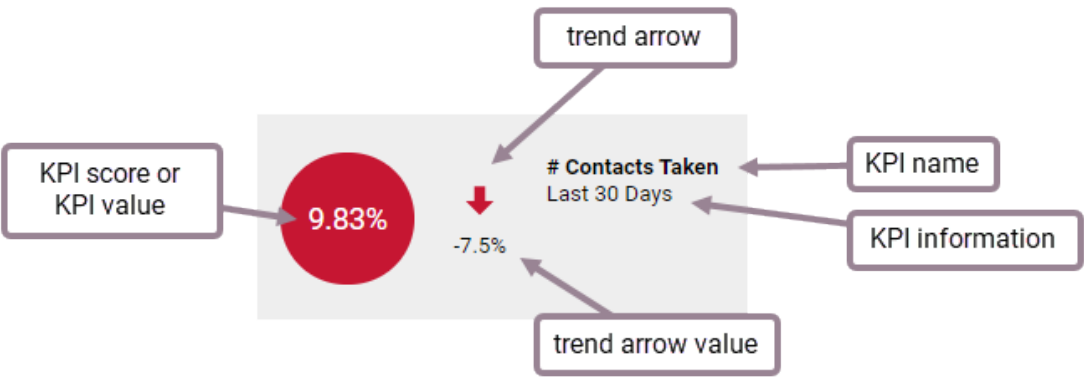 trend arrow
KPI score or
KPI value
9.83%
-7.5%
# Contacts Taken
Last 30 Days
KPI name
KPI information
trend arrow value